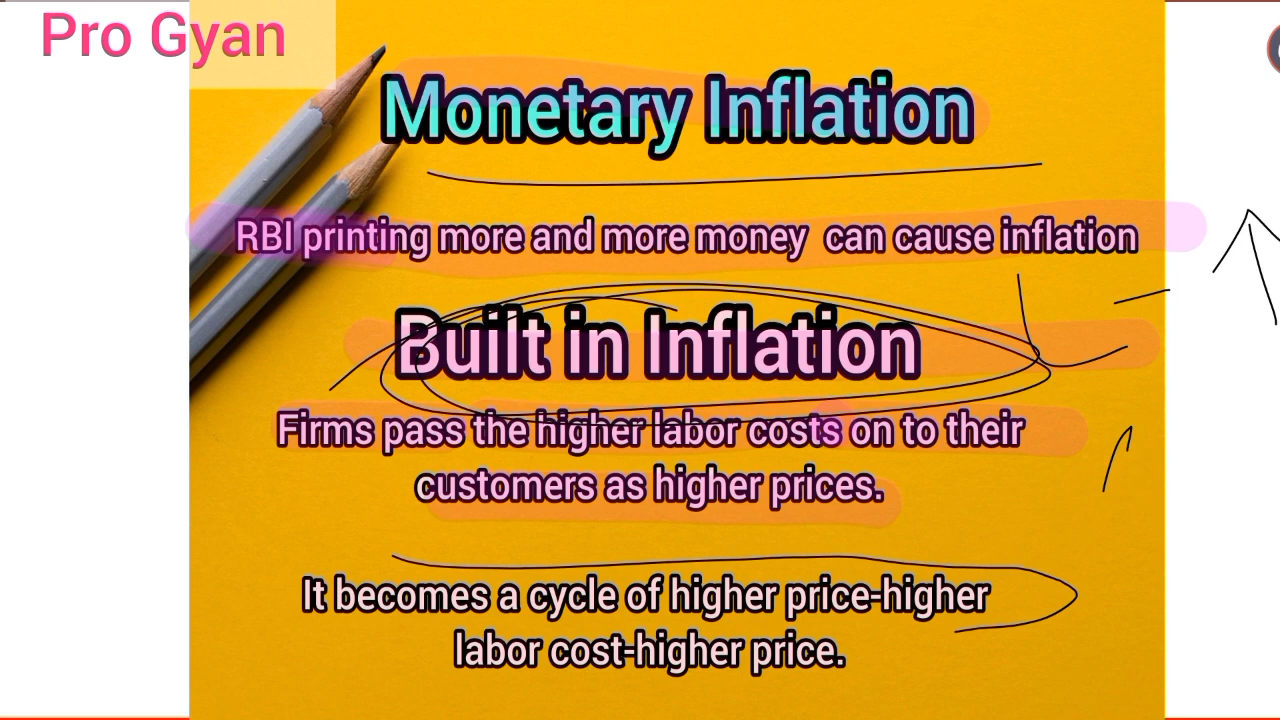 Pro Gyan
Monetary Inflation
RBI printing more and more money can cause inflation
Built in Inflation
Firms pass the higher labor costs on to their
customers as higher prices.
It becomes a cycle of higher price-higher
labor cost-higher price.